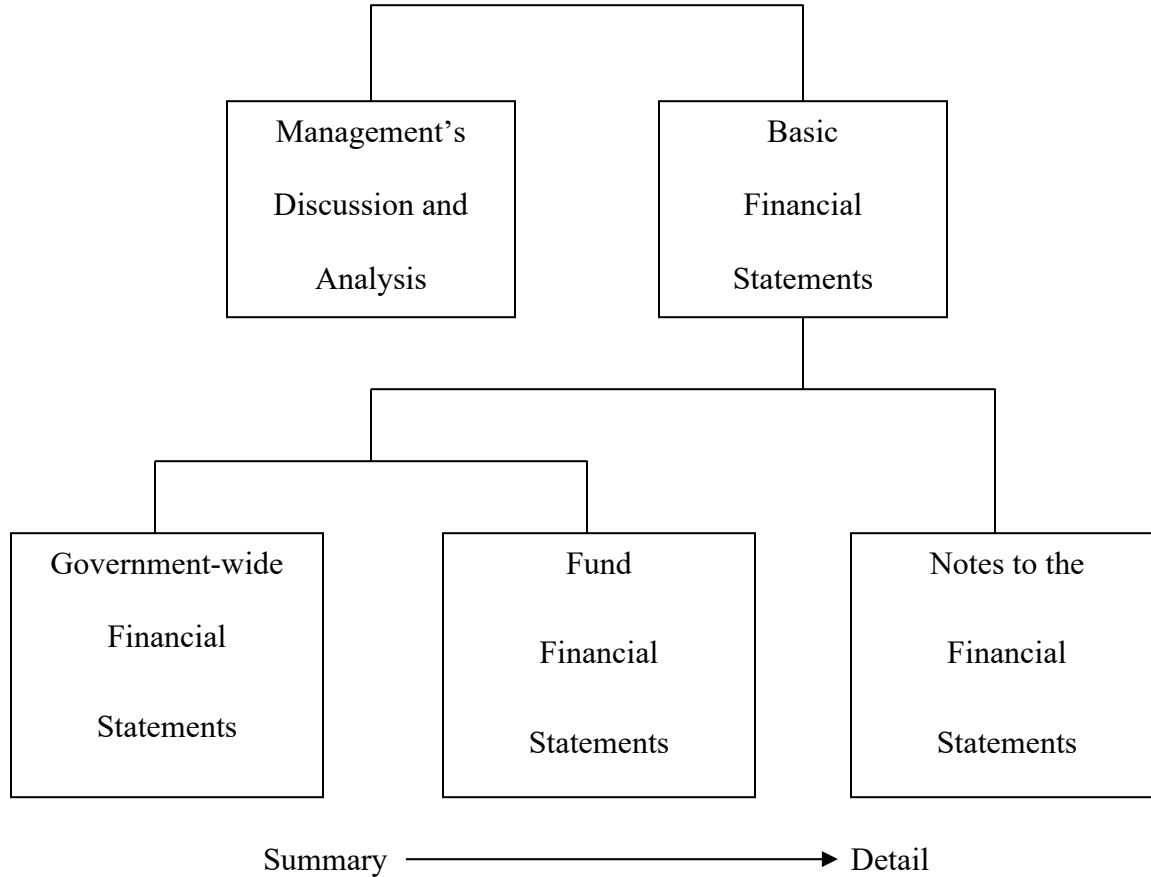 Management’s
Discussion and
Analysis
Basic
Financial
Statements
Government-wide
Financial
Statements
Fund
Financial
Statements
Notes to the
Financial
Statements
Summary
Detail